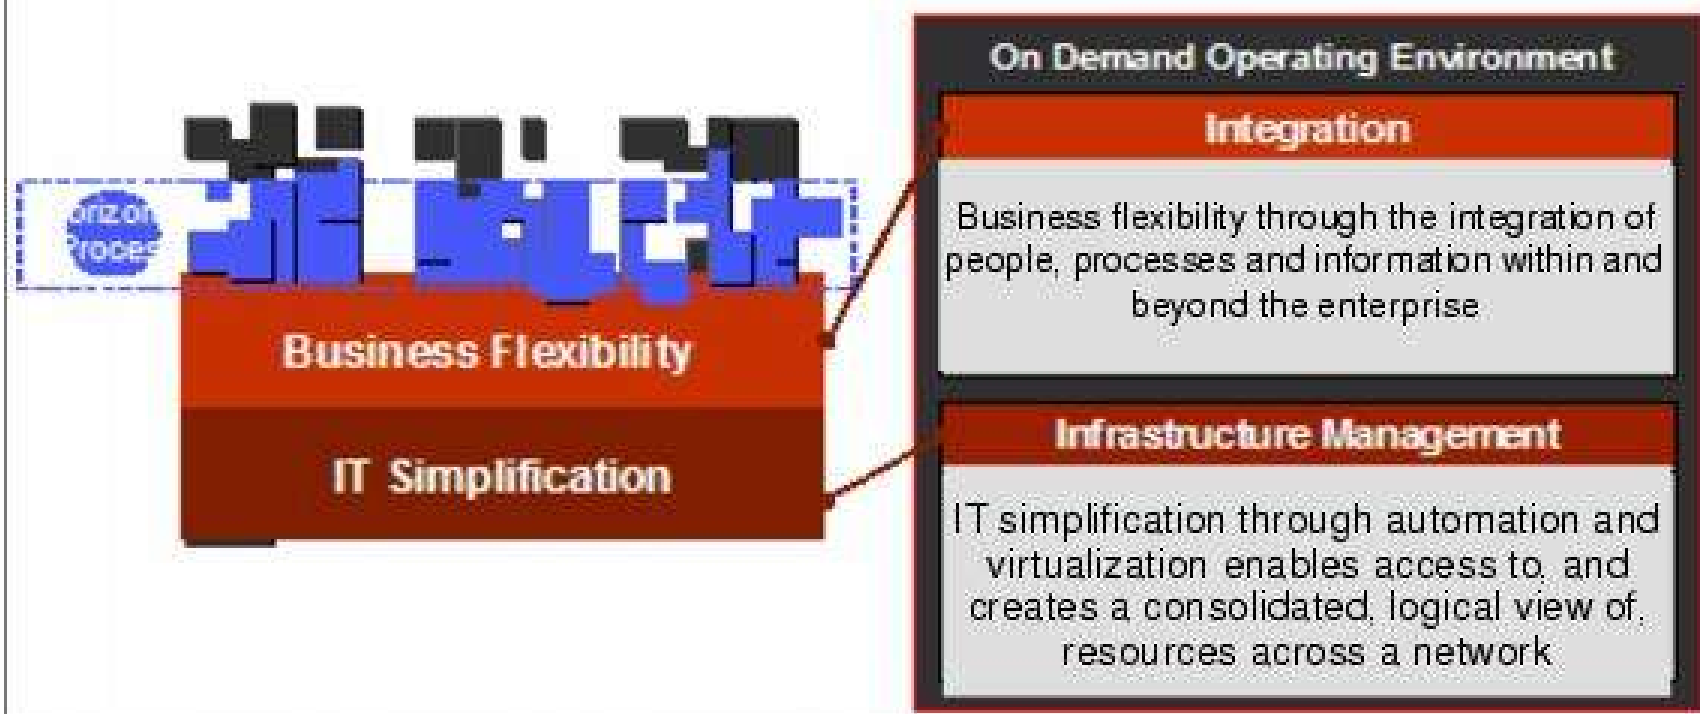 orizon
Proces
Business Flexibility
IT Simplification
On Demand Operating Environment
Integration
Business flexibility through the integration of
people, processes and information within and
beyond the enterprise
Infrastructure Management
IT simplification through automation and
virtualization enables access to, and
creates a consolidated, logical view of,
resources across a network